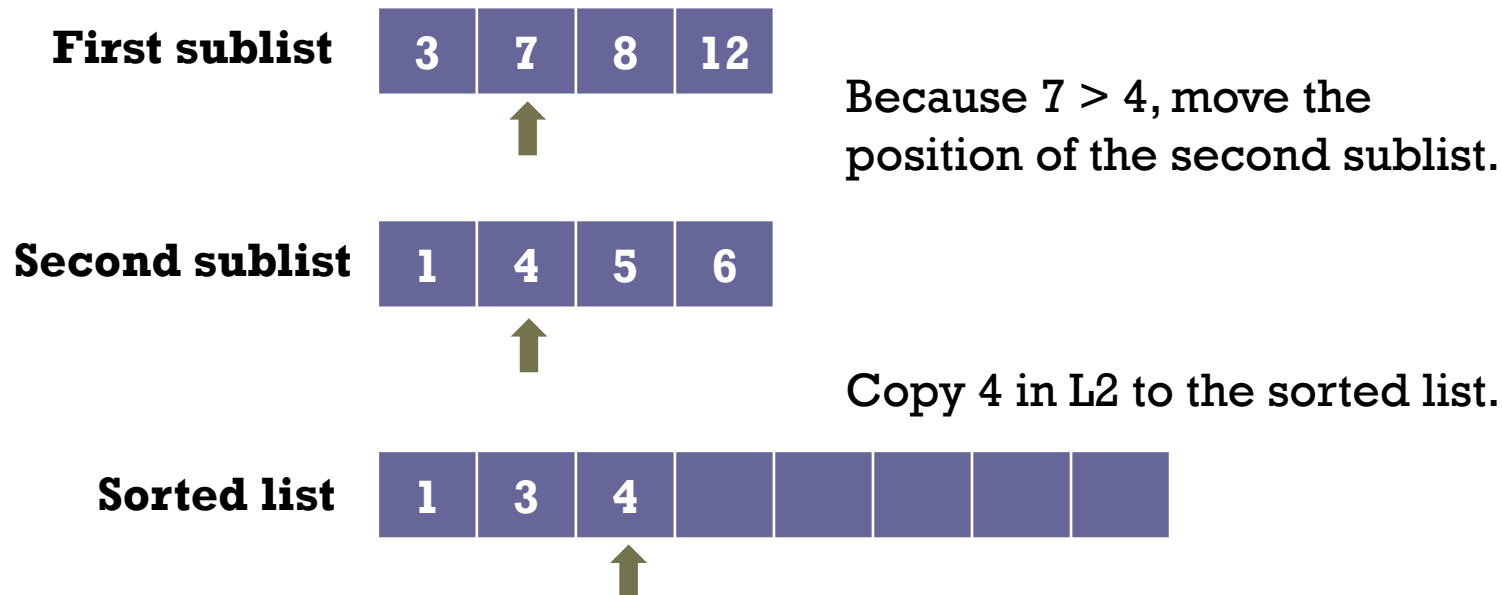 First sublist 3 7 8 12
Because 7 > 4, move the
position of the second sublist.
Second sublist 1 4 5 6
Copy 4 in L2 to the sorted list.
Sorted list 1 3 4